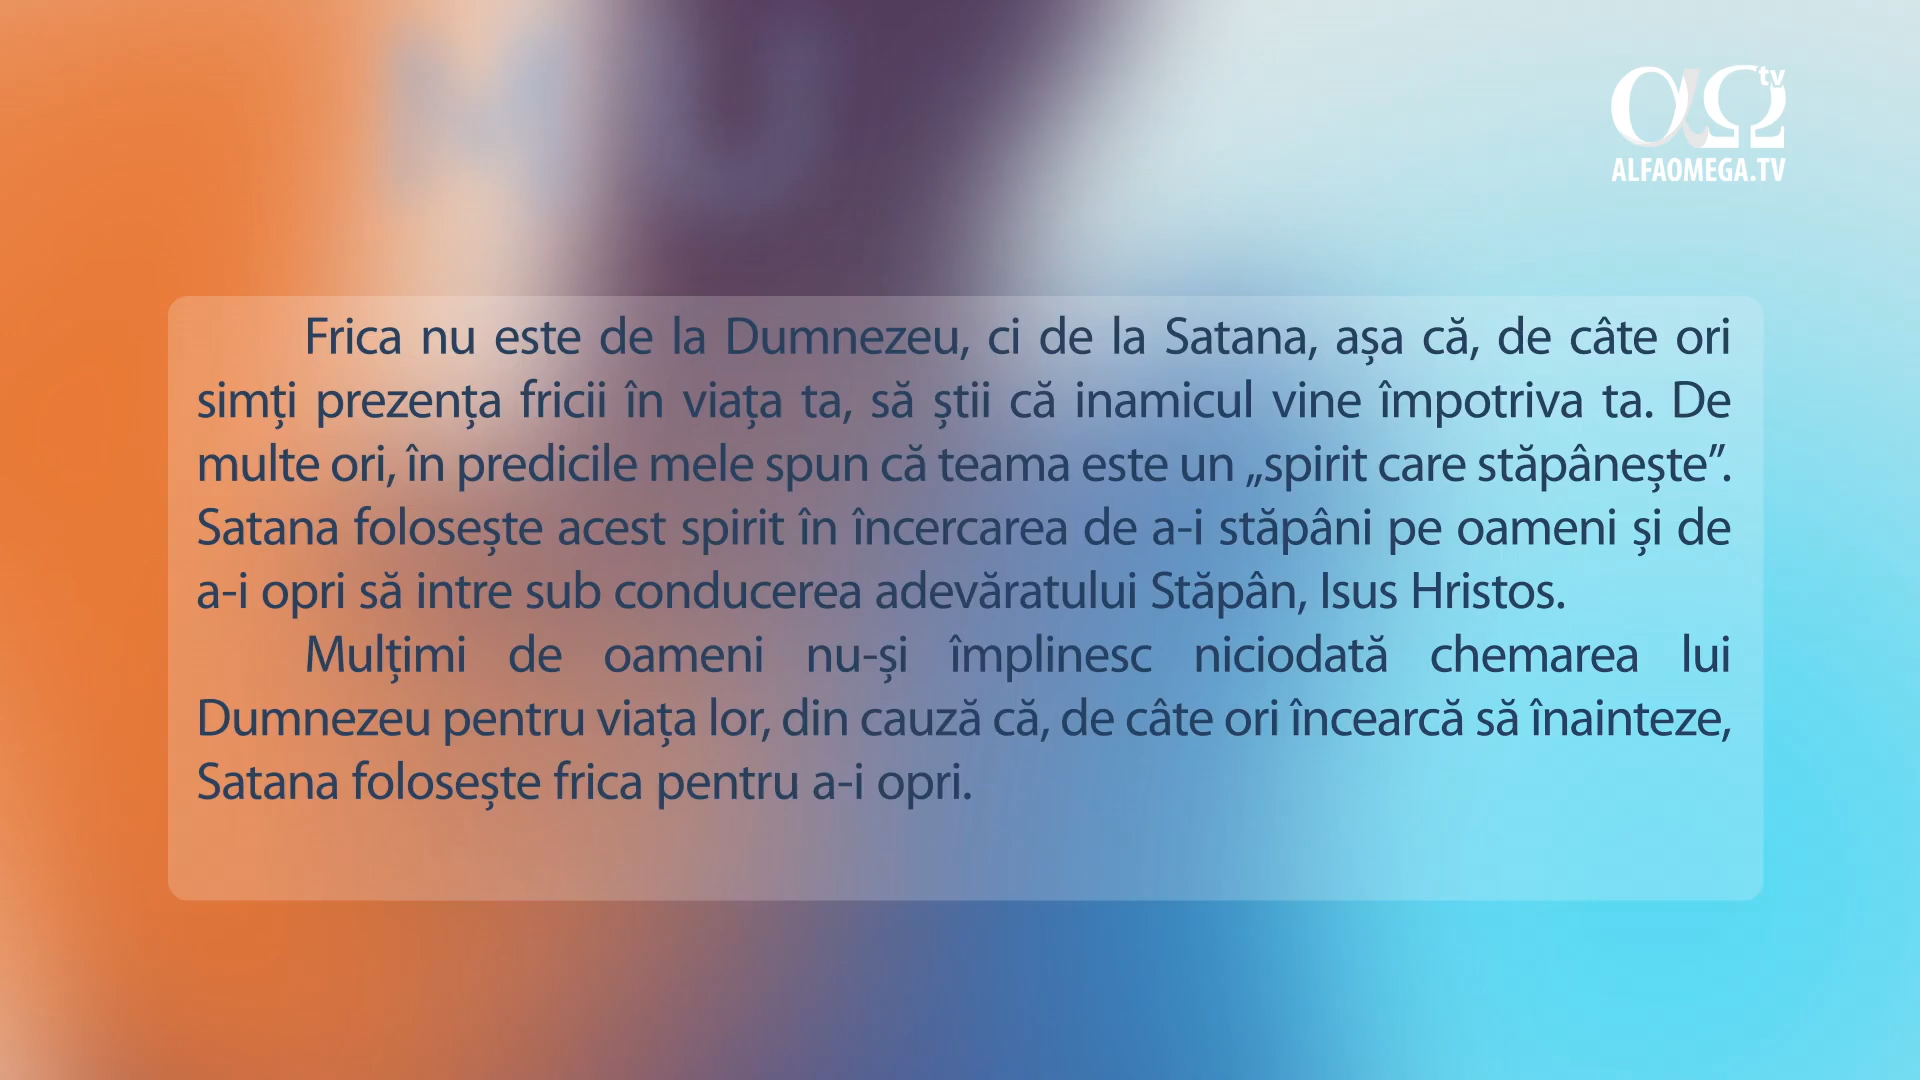 αΩ tv
ALFAOMEGA.TV
Frica nu este de la Dumnezeu, ci de la Satana, așa că, de câte ori
simți prezența fricii în viața ta, să știi că inamicul vine împotriva ta. De
multe ori, în predicile mele spun că teama este un „spirit care stăpânește”.
Satana folosește acest spirit în încercarea de a-i stăpâni pe oameni și de
a-i opri să intre sub conducerea adevăratului Stăpân, Isus Hristos.
Mulțimi de oameni nu-și împlinesc niciodată chemarea lui
Dumnezeu pentru viața lor, din cauză că, de câte ori încearcă să înainteze,
Satana folosește frica pentru a-i opri.